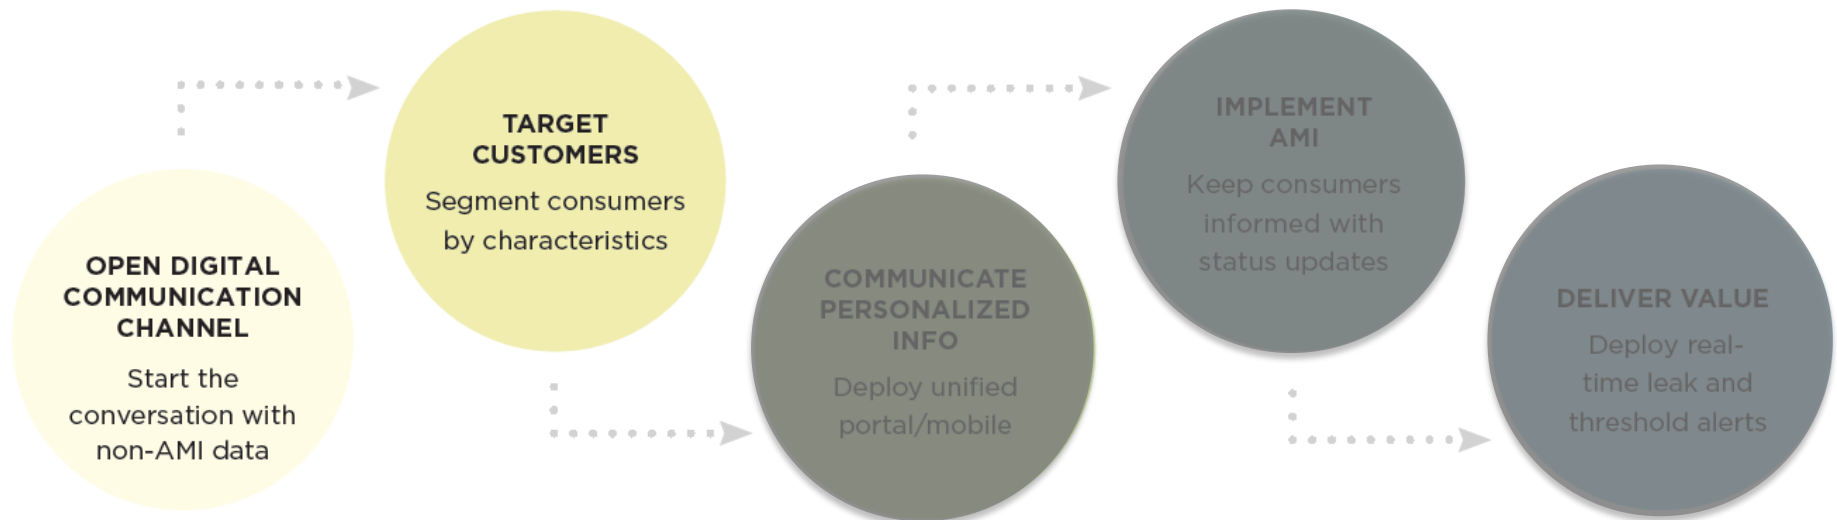 OPEN DIGITAL
COMMUNICATION
CHANNEL
Start the
conversation with
non-AMI data
TARGET
CUSTOMERS
Segment consumers
by characteristics
COMMUNICATE
PERSONALIZED
INFO
Deploy unified
portal/mobile
IMPLEMENT
AMI
Keep consumers
informed with
status updates
DELIVER VALUE
Deploy real-
time leak and
threshold alerts